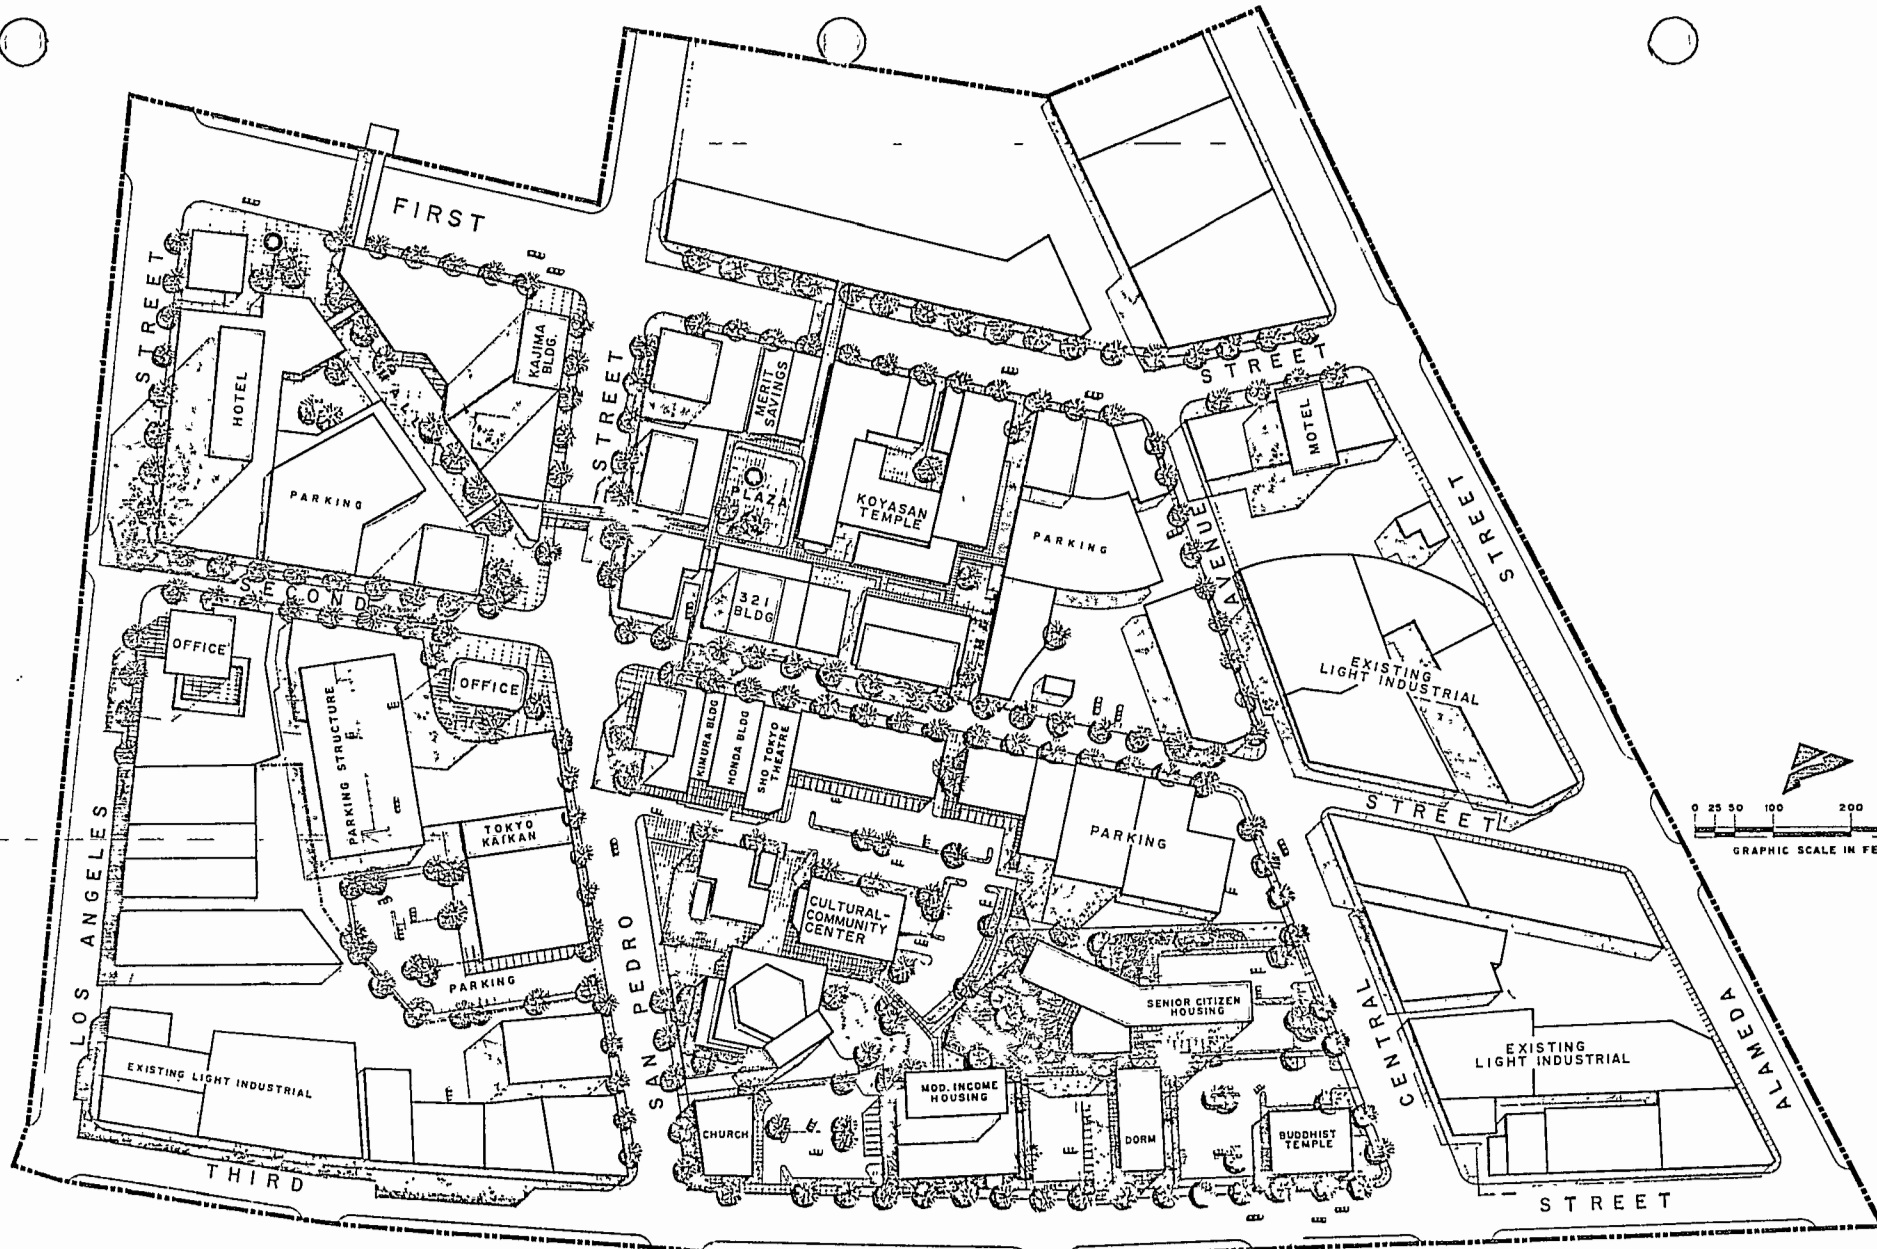 FIRST
STREET
HOTEL
PARKING
KAJIMA
BLDG.
STREET
MERIT
SAVINGS
PLAZA
KOYASAN
TEMPLE
PARKING
321
BLDG
STREET
MOTEL
AVENUE
STREET
EXISTING
LIGHT INDUSTRIAL
SECOND
OFFICE
OFFICE
PARKING STRUCTURE
TOKYO
KAIKAN
PARKING
KIMURA BLDG
HONDA BLDG
SHO TOKYO
THEATRE
PARKING
STREET
0 25 50 100 200
GRAPHIC SCALE IN FE
LOS ANGELES
EXISTING LIGHT INDUSTRIAL
SAN PEDRO
CULTURAL-
COMMUNITY
CENTER
SENIOR CITIZEN
HOUSING
MOD. INCOME
HOUSING
CHURCH
DORM
BUDDHIST
TEMPLE
CENTRAL
EXISTING
LIGHT INDUSTRIAL
ALAMEDA
THIRD
STREET